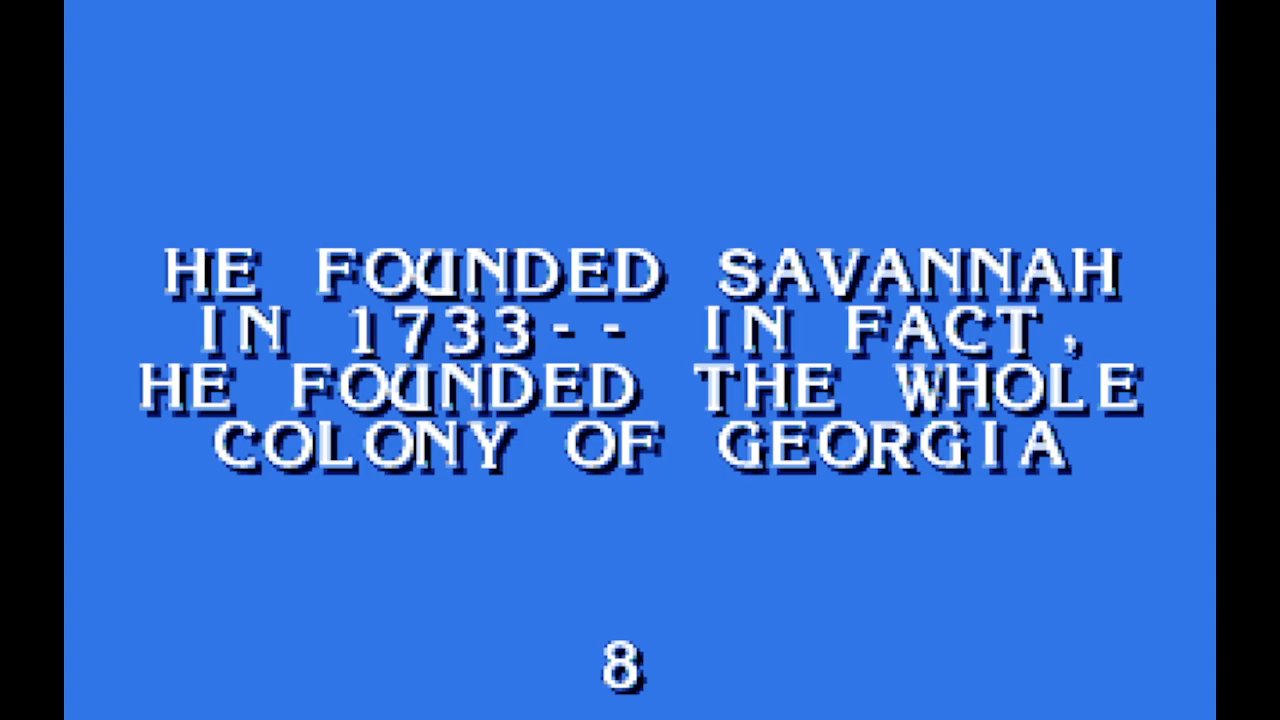 HE FOUNDED SAVANNAH
IN 1733-- IN FACT,
HE FOUNDED THE WHOLE
COLONY OF GEORGIA
8